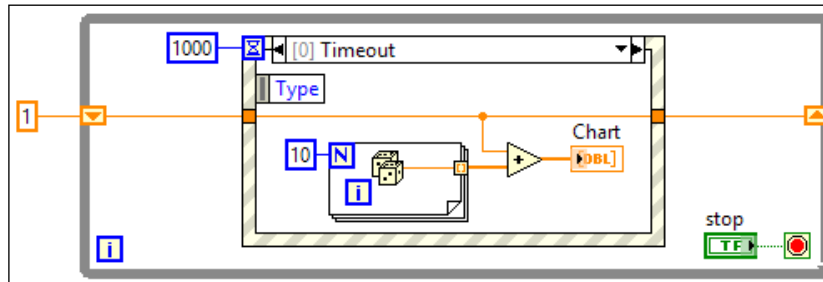 1000
[0] Timeout
Type
1
Chart
10 N
+
DBL
i
stop
i
TF